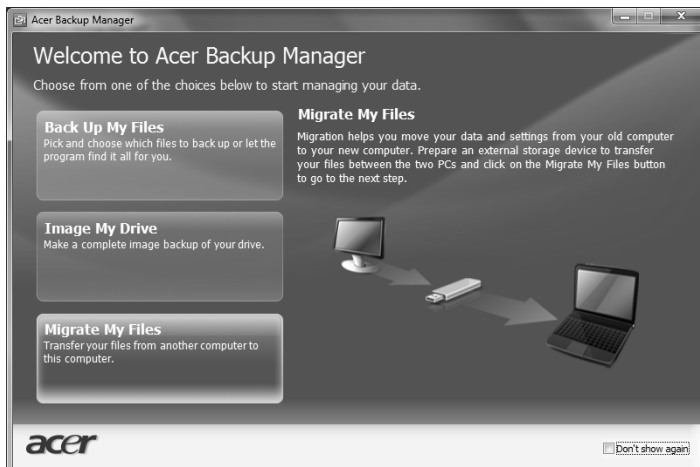 Acer Backup Manager
Welcome to Acer Backup Manager
Choose from one of the choices below to start managing your data.
Back Up My Files
Pick and choose which files to back up or let the
program find it all for you.
Image My Drive
Make a complete image backup of your drive.
Migrate My Files
Transfer your files from another computer to
this computer.
Migrate My Files
Migration helps you move your data and settings from your old computer
to your new computer. Prepare an external storage device to transfer
your files between the two PCs and click on the Migrate My Files button
to go to the next step.
acer
Don't show again